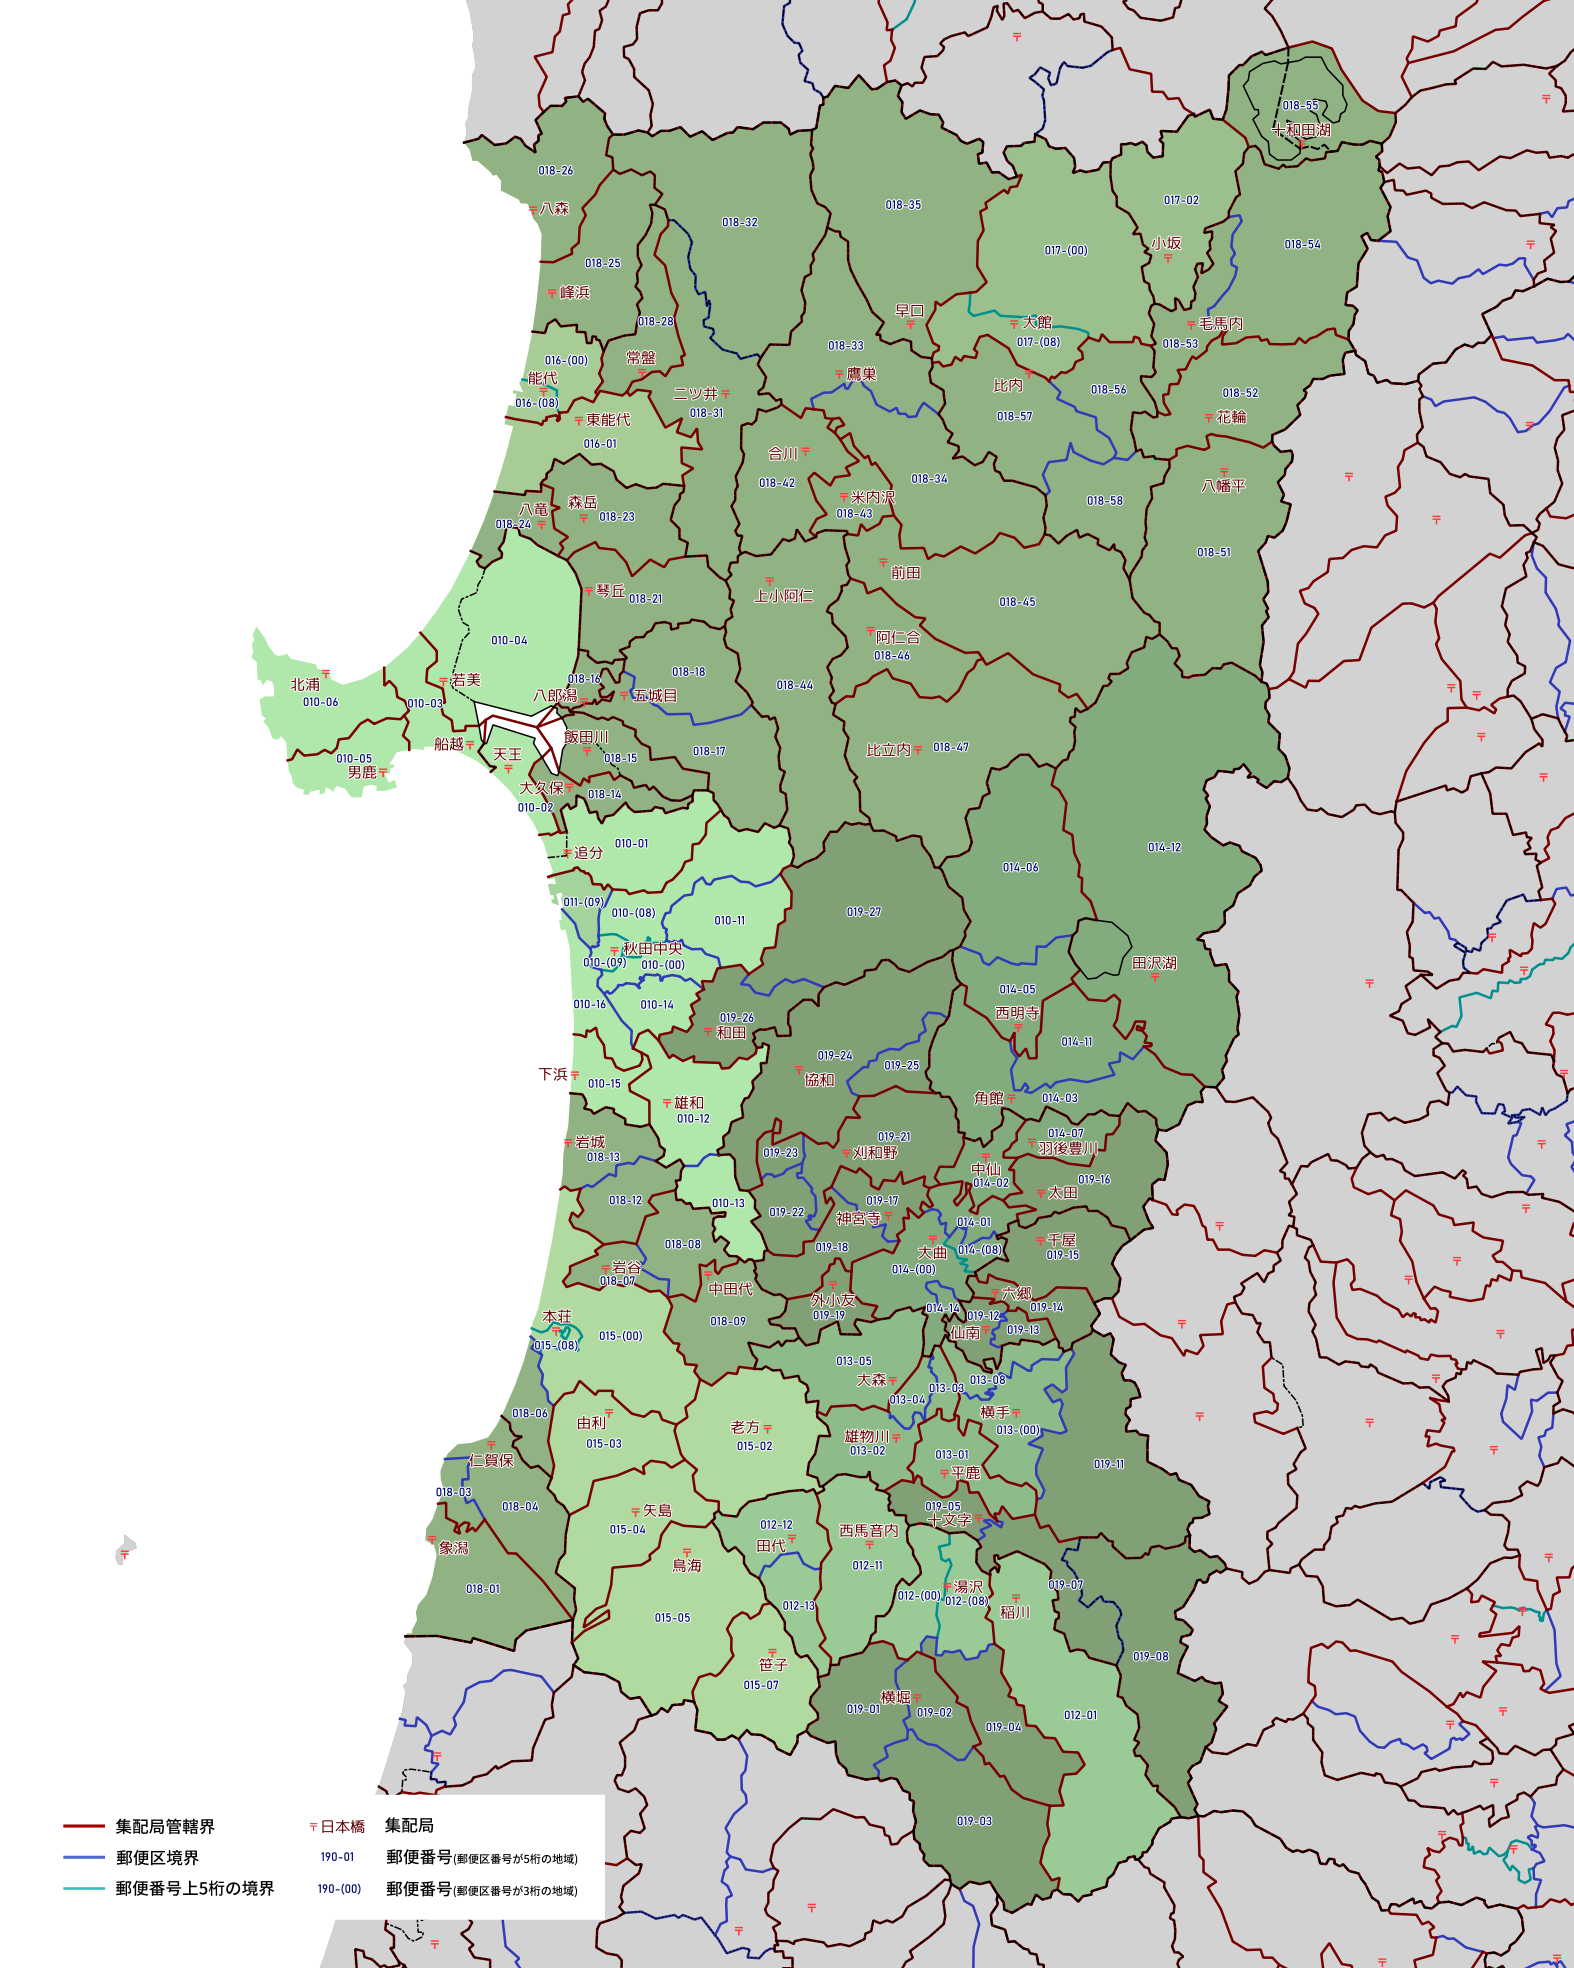 018-55
十和田湖
018-26
017-02
八森
018-35
018-32
小坂
018-54
017-(00)
018-25
峰浜
早口
018-28
大館
毛馬内
017-(08)
018-53
018-33
016-(00)
常盤
能代
鷹巣
比内
018-56
018-52
二ツ井
016-(08)
018-31
018-57
花輪
東能代
016-01
合川
018-42
018-34
八幡平
米内沢
018-43
018-58
森岳
八竜
018-24
018-23
018-51
前田
琴丘
018-21
上小阿仁
018-45
阿仁合
018-46
010-04
018-18
018-16
018-44
北浦
010-06
若美
010-03
八郎潟
五城目
船越
飯田川
018-17
比立内
018-47
天王
018-15
010-05
男鹿
大久保
018-14
010-02
010-01
追分
014-12
014-06
011-(09)
010-(08)
010-11
019-27
秋田中央
010-(09)
010-(00)
田沢湖
014-05
010-16
010-14
019-26
和田
西明寺
014-11
019-24
019-25
下浜
010-15
協和
角館
014-03
雄和
010-12
岩城
018-13
019-21
刈和野
019-23
014-07
羽後豊川
中仙
014-02
019-16
太田
018-12
010-13
019-17
019-22
神宮寺
014-01
018-08
019-18
大曲
014-(08)
千屋
019-15
岩谷
018-07
014-(00)
中田代
外小友
019-19
六郷
014-14
019-12
019-14
本荘
015-(08)
015-(00)
018-09
仙南
019-13
013-05
大森
013-04
013-03
013-08
018-06
由利
015-03
老方
015-02
雄物川
013-02
横手
013-(00)
013-01
平鹿
仁賀保
019-11
018-03
018-04
矢島
015-04
012-12
田代
西馬音内
012-11
019-05
十文字
象潟
018-01
鳥海
015-05
012-13
012-(00)
湯沢
012-(08)
稲川
019-07
笹子
015-07
019-08
横堀
019-01
019-02
019-04
012-01
019-03
集配局管轄界
日本橋
集配局
郵便区境界
190-01
郵便番号(郵便区番号が5桁の地域)
郵便番号上5桁の境界
190-(00)
郵便番号(郵便区番号が3桁の地域)